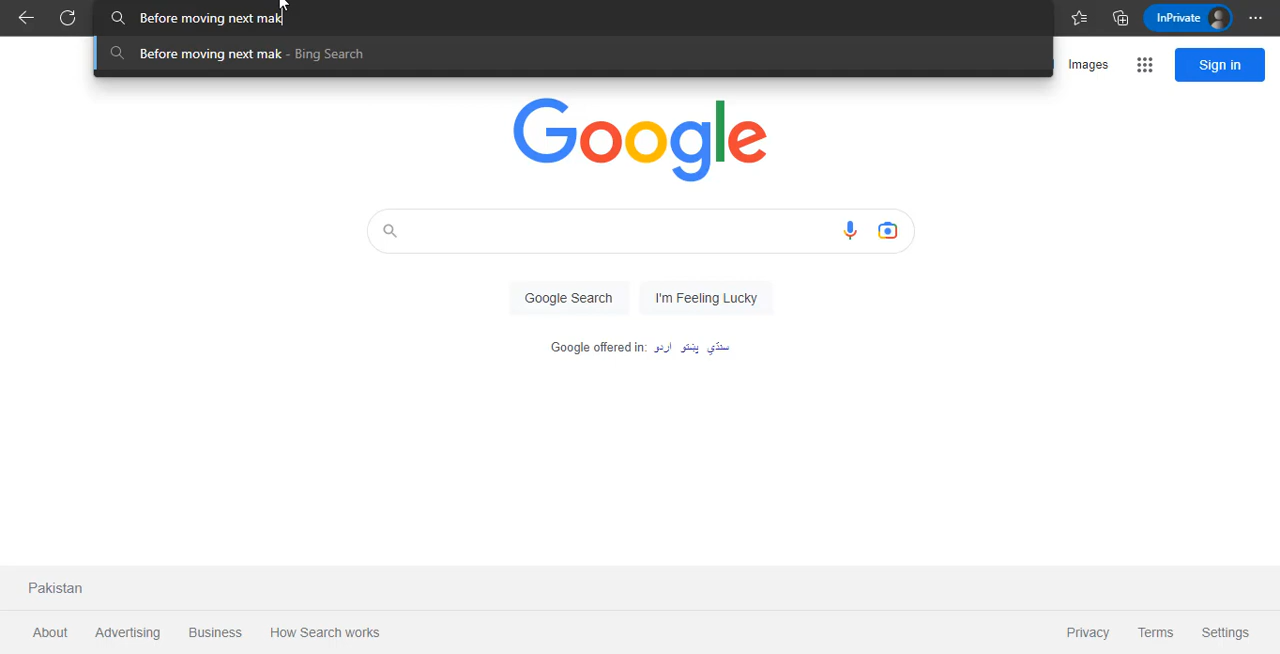 Before moving next mak
InPrivate
Before moving next mak - Bing Search
Images
Sign in
Google
Google Search
I'm Feeling Lucky
Google offered in: اردو پښتو سنڌي
Pakistan
About Advertising Business How Search works
Privacy Terms Settings